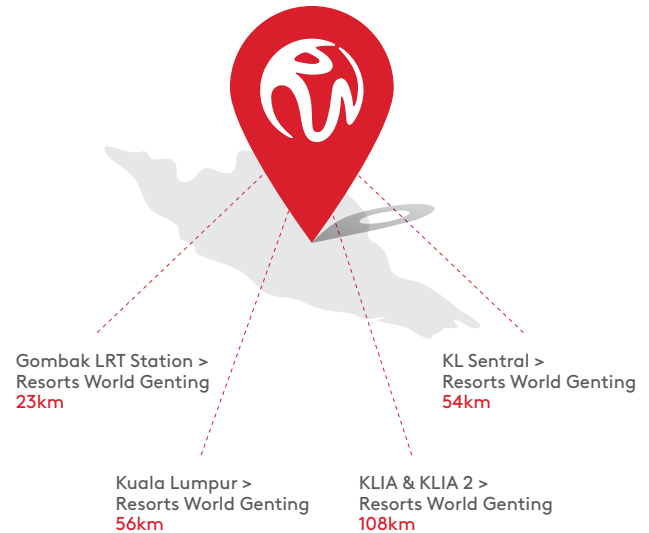 Gombak LRT Station >
Resorts World Genting
23km
KL Sentral >
Resorts World Genting
54km
Kuala Lumpur >
Resorts World Genting
56km
KLIA & KLIA 2 >
Resorts World Genting
108km